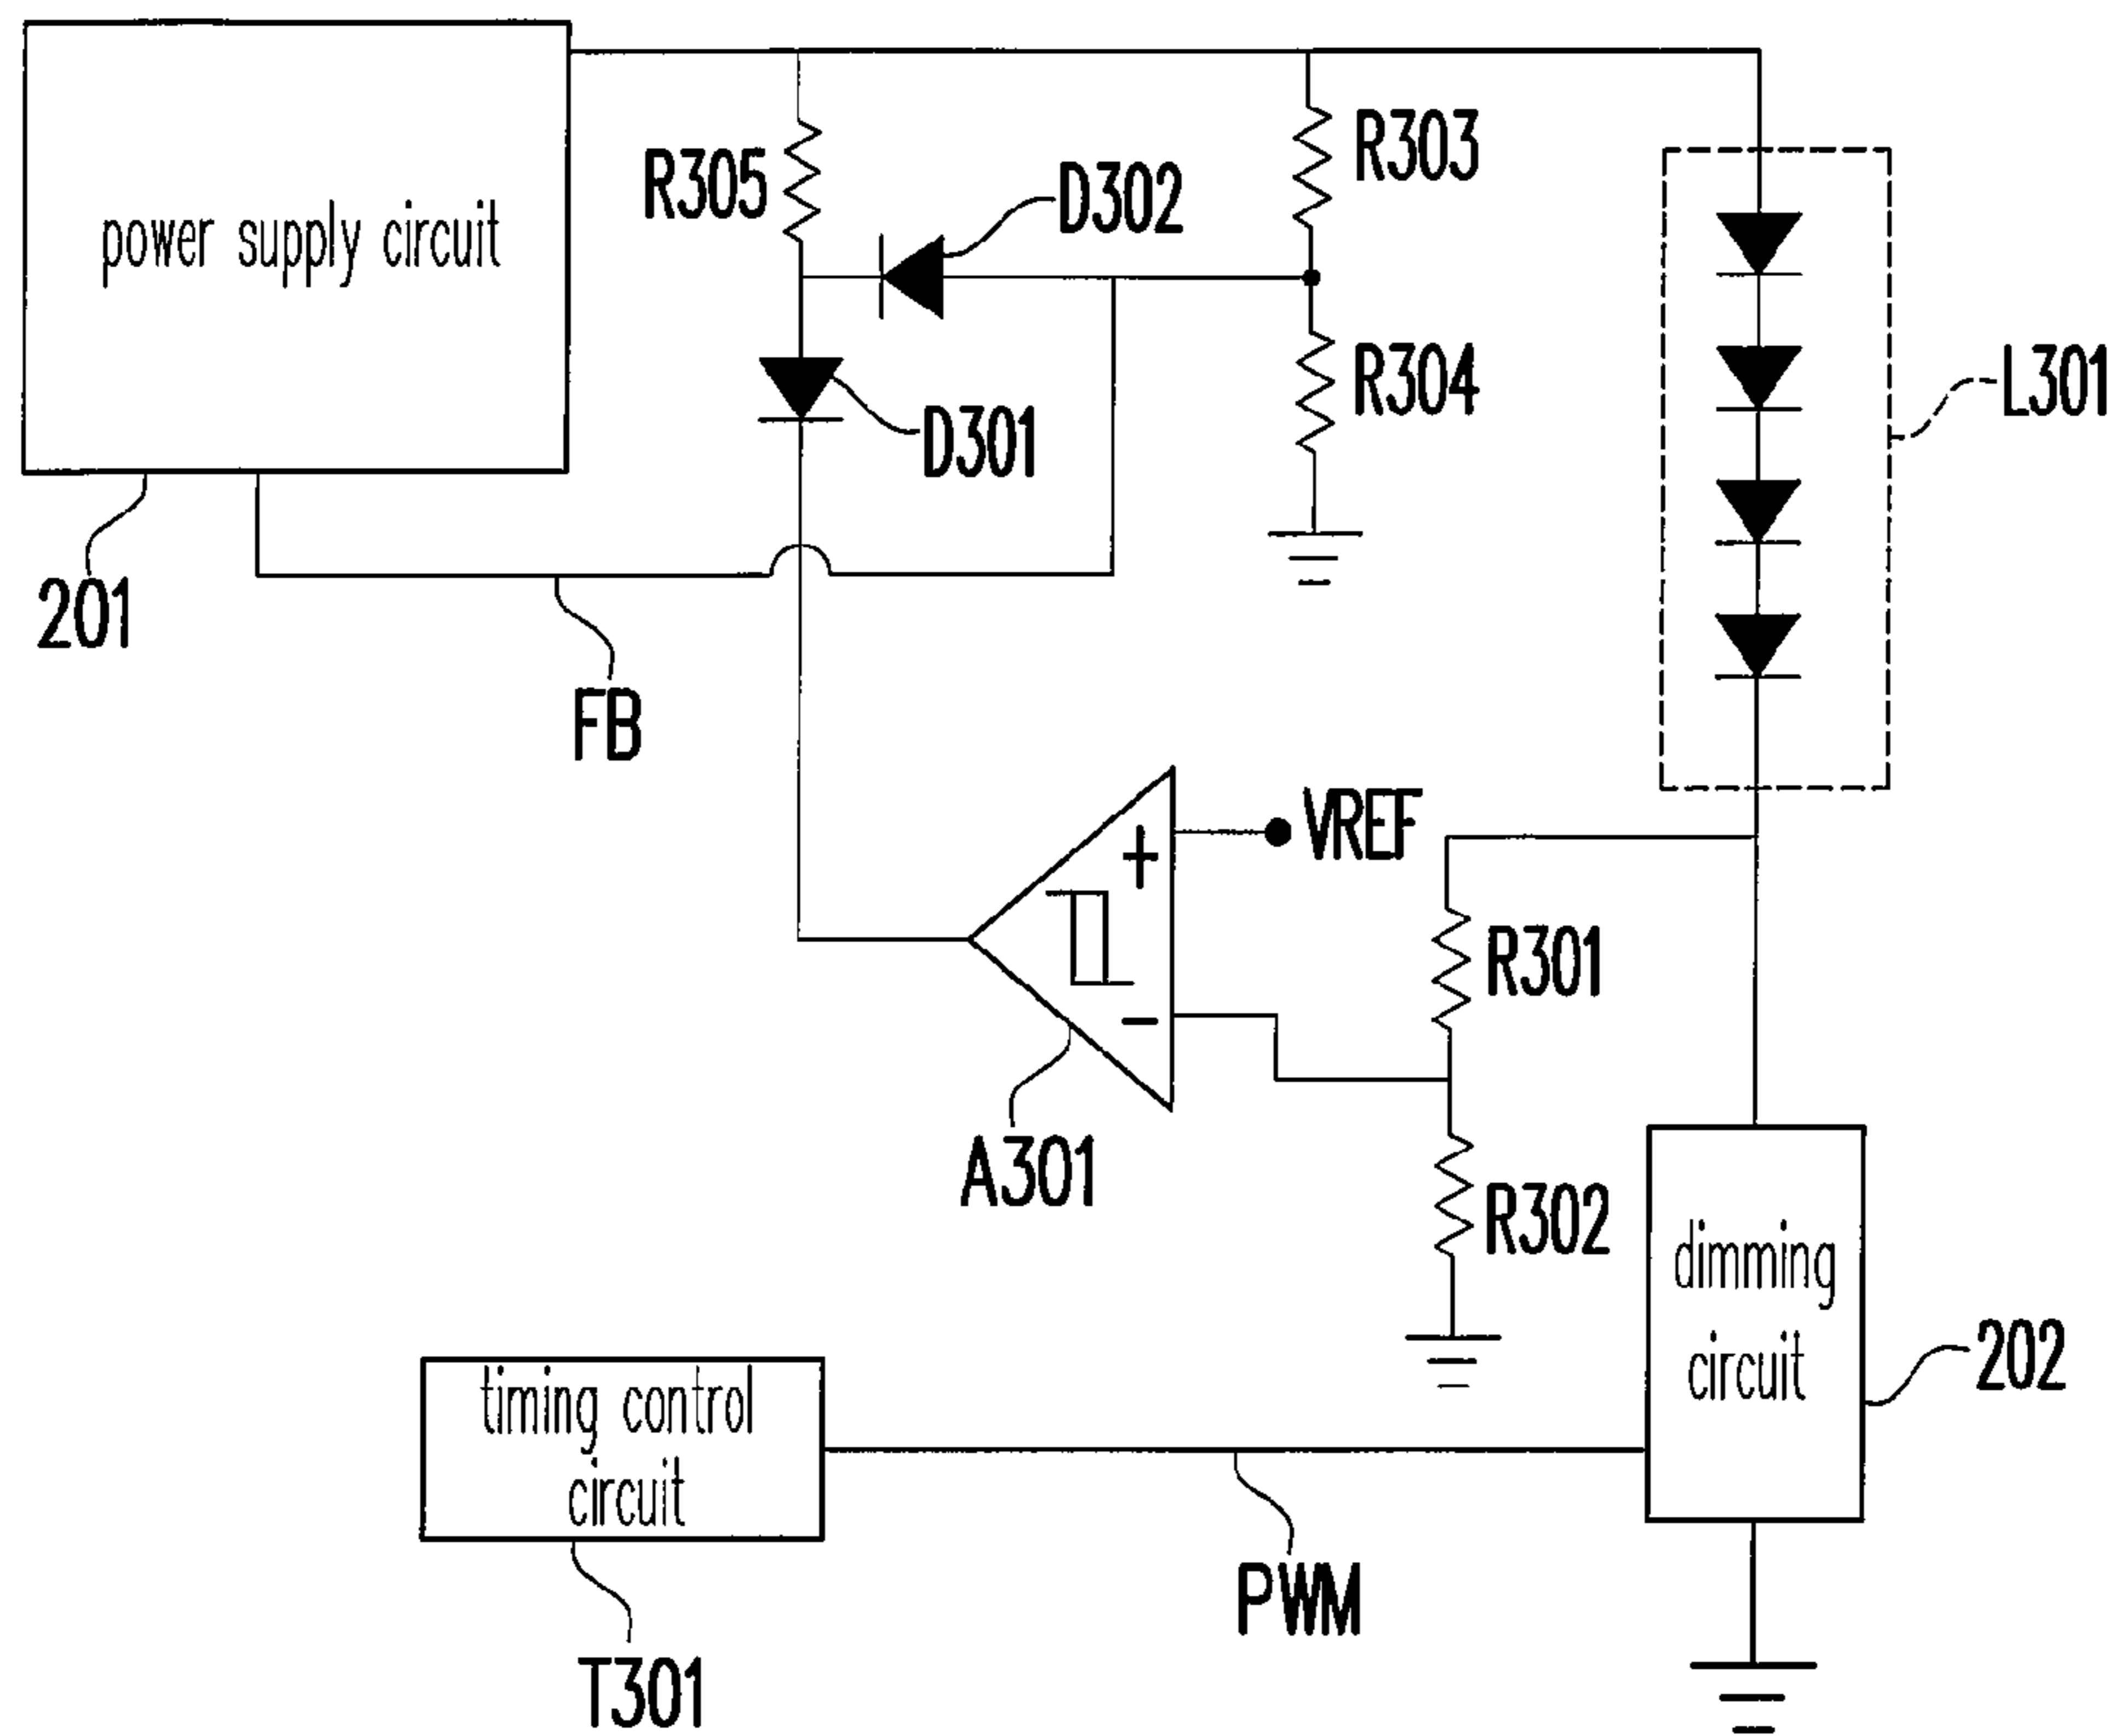 R303
R305
D302
power supply circuit
R304
L301
D301
201
FB
VREF
+
R301
−
A301
R302
dimming
circuit
202
timing control
circuit
PWM
T301